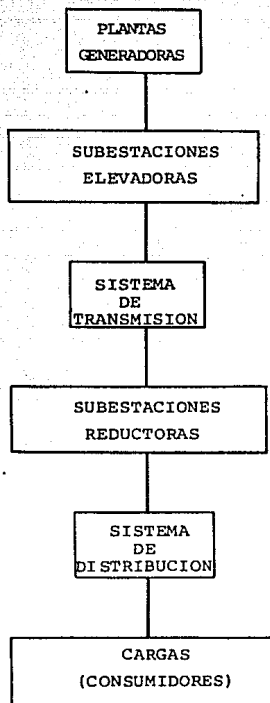 PLANTAS
GENERADORAS
SUBESTACIONES
ELEVADORAS
SISTEMA
DE
TRANSMISION
SUBESTACIONES
REDUCTORAS
SISTEMA
DE
DISTRIBUCION
CARGAS
(CONSUMIDORES)